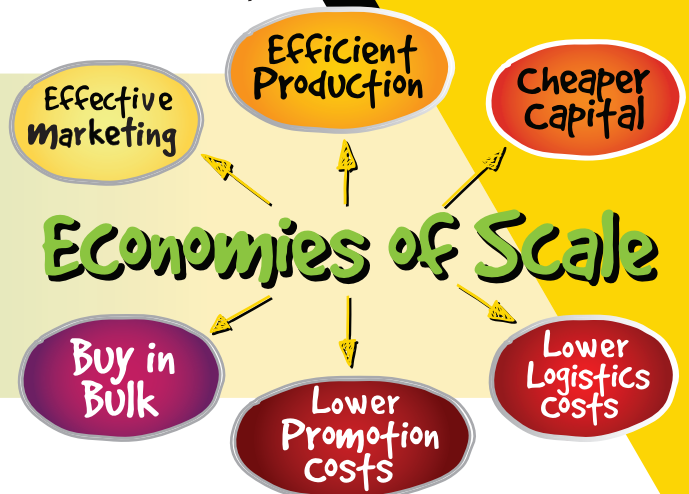 Effective
Marketing
Efficient
Production
Cheaper
Capital
Economies of Scale
Buy in
Bulk
Lower
Promotion
costs
Lower
Logistics
costs